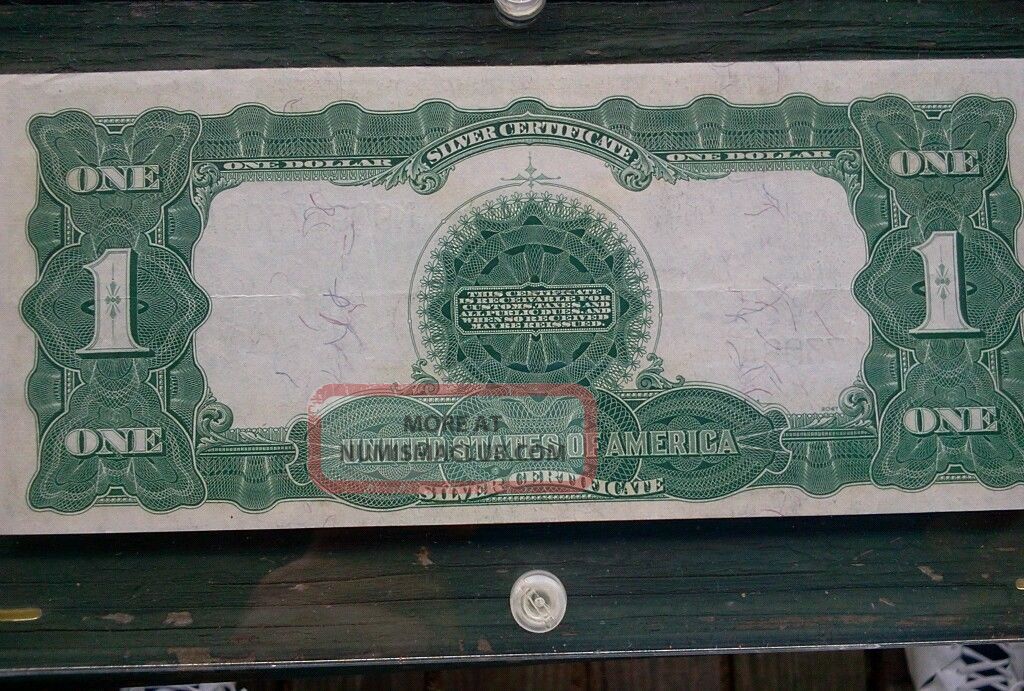 SILVER CERTIFICATE
ONE DOLLAR
ONE DOLLAR
ONE
ONE
1
1
THIS CERTIFICATE
IS RECEIVABLE FOR
CUSTOMS, TAXES, AND
ALL PUBLIC DUES, AND
WHEN SO RECEIVED
MAY BE REISSUED.
ONE
ONE
MORE AT
NUMISMACLUB.COM
UNITED STATES OF AMERICA
SILVER CERTIFICATE